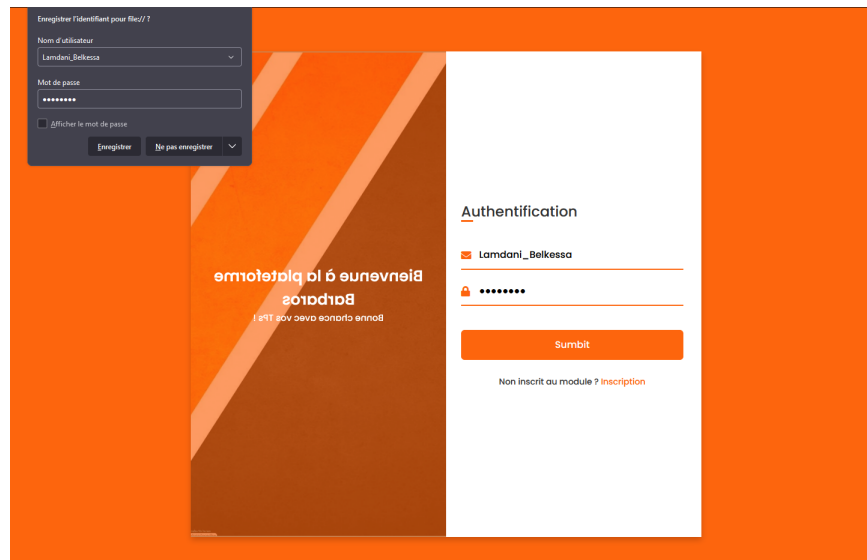 Enregistrer l'identifiant pour file:// ?
Nom d'utilisateur
Lamdani_Belkessa
Mot de passe
••••••••
Afficher le mot de passe
Enregistrer
Ne pas enregistrer
Bienvenue à la plateforme
Barbaros
Bonne chance avec vos TPs !
Authentification
Lamdani_Belkessa
••••••••
Sumbit
Non inscrit au module ? Inscription